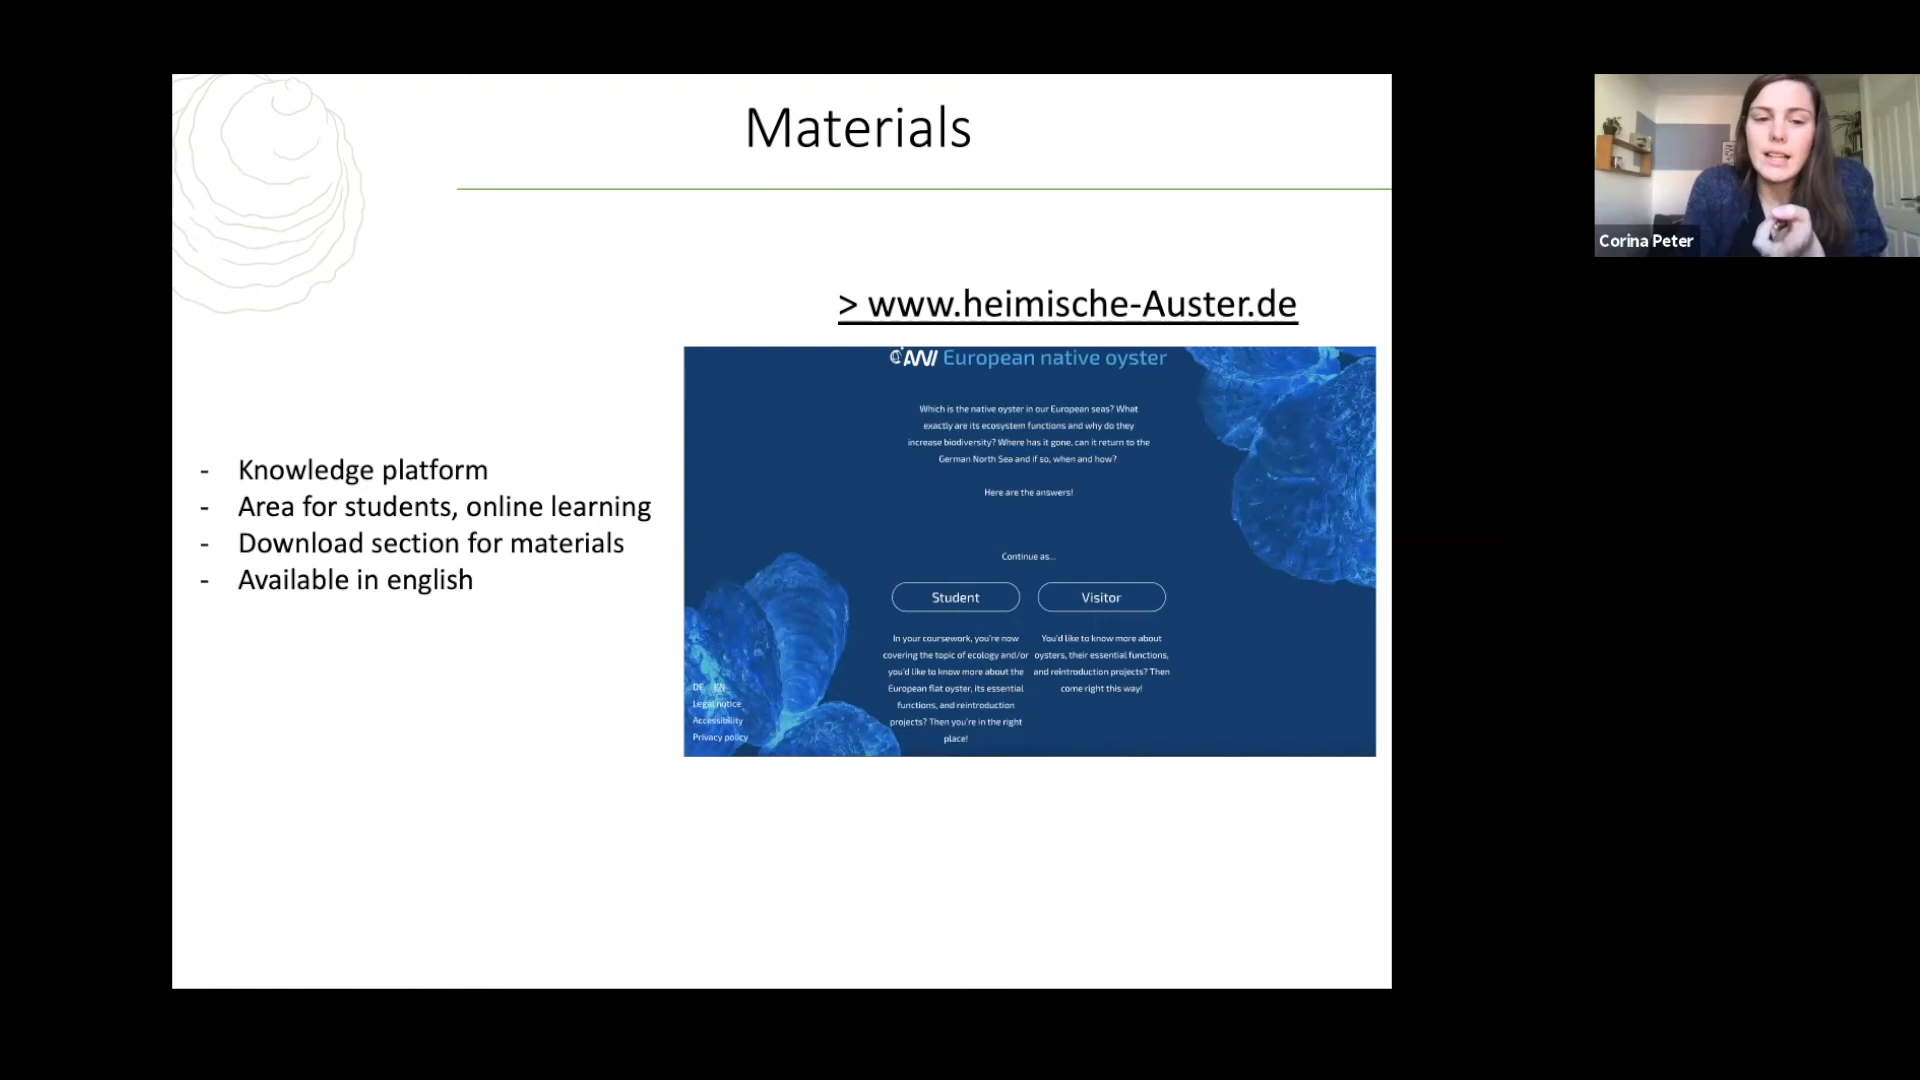 Materials
> www.heimische-Auster.de
- Knowledge platform
- Area for students, online learning
- Download section for materials
- Available in english
AWI European native oyster
Which is the native oyster in our European seas? What
exactly are its ecosystem functions and why do they
increase biodiversity? Where has it gone, can it return to the
German North Sea and if so, when and how?
Here are the answers!
Continue as...
Student
Visitor
In your coursework, you're now
covering the topic of ecology and/or
you'd like to know more about the
European flat oyster, its essential
functions, and reintroduction
projects? Then you're in the right
place!
You'd like to know more about
oysters, their essential functions,
and reintroduction projects? Then
come right this way!
DE EN
Legal notice
Accessibility
Privacy policy
Corina Peter